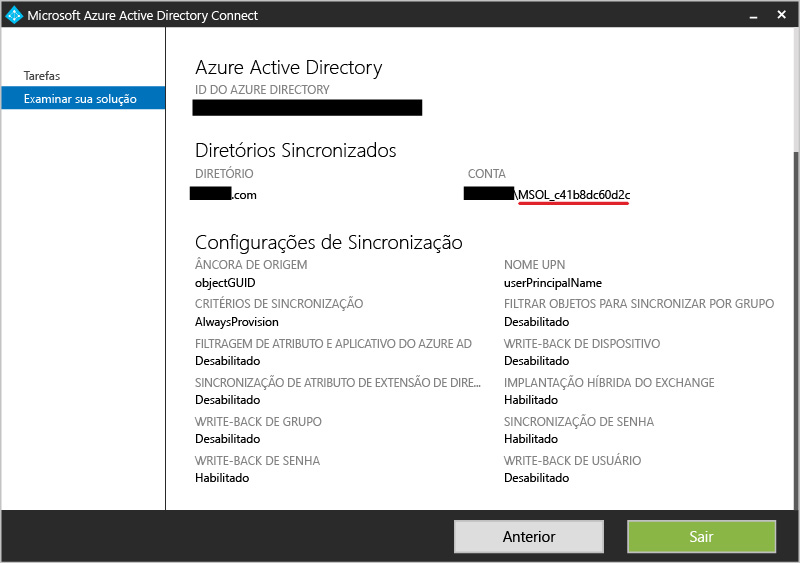 Microsoft Azure Active Directory Connect
Tarefas
Examinar sua solução
Azure Active Directory
ID DO AZURE DIRECTORY
Diretórios Sincronizados
DIRETÓRIO CONTA
.com \MSOL_c41b8dc60d2c
Configurações de Sincronização
ÂNCORA DE ORIGEM NOME UPN
objectGUID userPrincipalName
CRITÉRIOS DE SINCRONIZAÇÃO FILTRAR OBJETOS PARA SINCRONIZAR POR GRUPO
AlwaysProvision Desabilitado
FILTRAGEM DE ATRIBUTO E APLICATIVO DO AZURE AD WRITE-BACK DE DISPOSITIVO
Desabilitado Desabilitado
SINCRONIZAÇÃO DE ATRIBUTO DE EXTENSÃO DE DIRE... IMPLANTAÇÃO HÍBRIDA DO EXCHANGE
Desabilitado Habilitado
WRITE-BACK DE GRUPO SINCRONIZAÇÃO DE SENHA
Desabilitado Habilitado
WRITE-BACK DE SENHA WRITE-BACK DE USUÁRIO
Habilitado Desabilitado
Anterior Sair